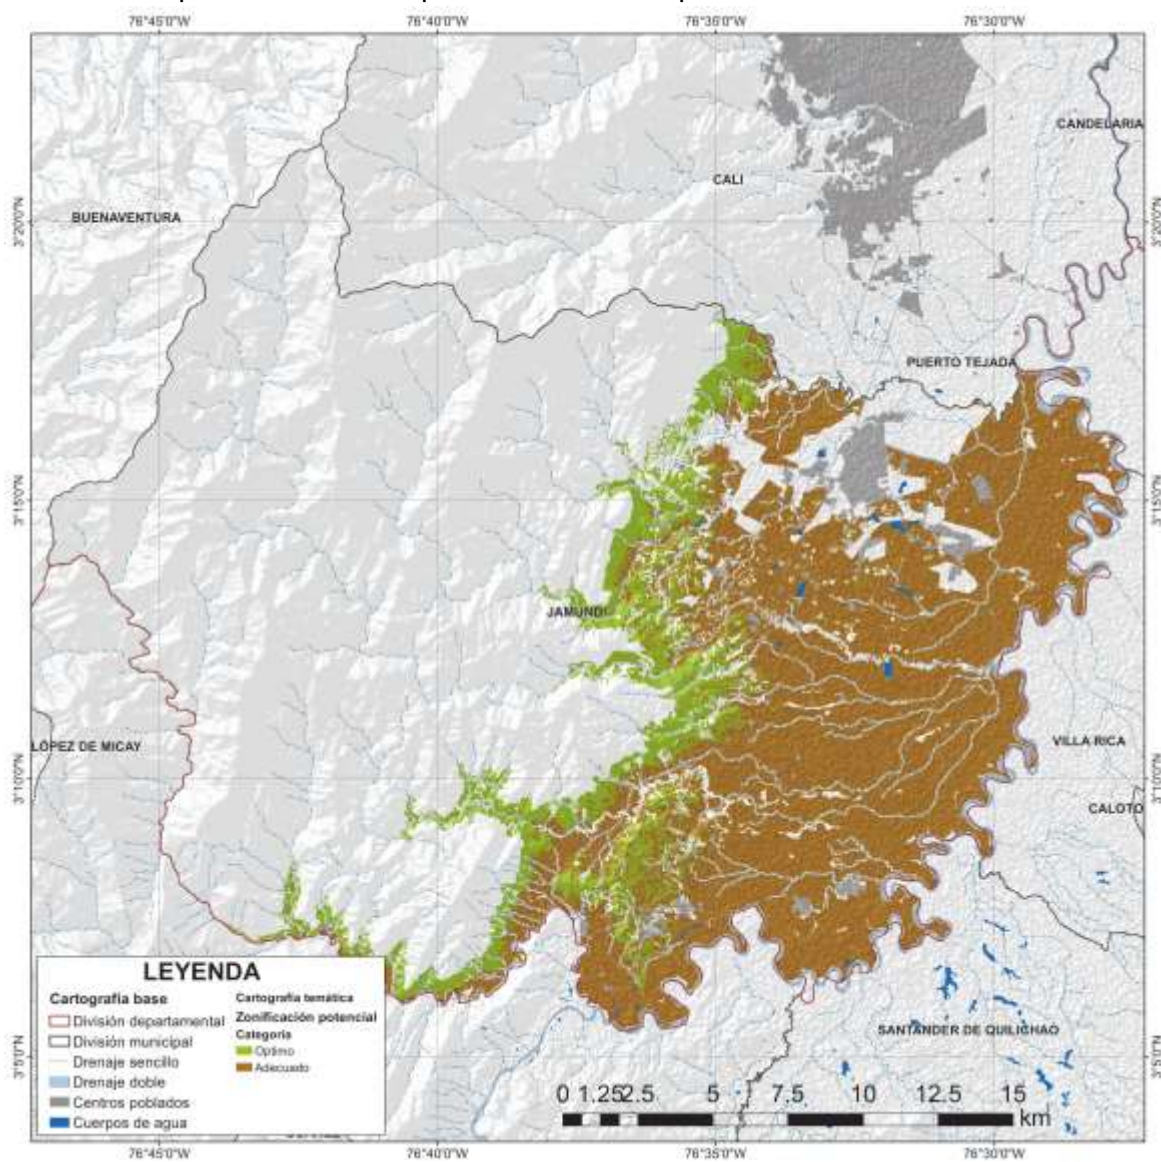 76°45'0"W 76°40'0"W 76°35'0"W 76°30'0"W
CANDELARIA
CALI
BUENAVENTURA
3°20'0"N 3°20'0"N
PUERTO TEJADA
3°15'0"N 3°15'0"N
JAMUNDÍ
LÓPEZ DE MICAY
VILLA RICA
3°10'0"N 3°10'0"N
CALOTO
SANTANDER DE QUILICHAO
3°5'0"N 3°5'0"N
LEYENDA
Cartografía base
División departamental
División municipal
Drenaje sencillo
Drenaje doble
Centros poblados
Cuerpos de agua
Cartografía temática
Zonificación potencial
Categoría
Optimo
Adecuado
0 1.25 2.5 5 7.5 10 12.5 15
km
76°45'0"W 76°40'0"W 76°35'0"W 76°30'0"W